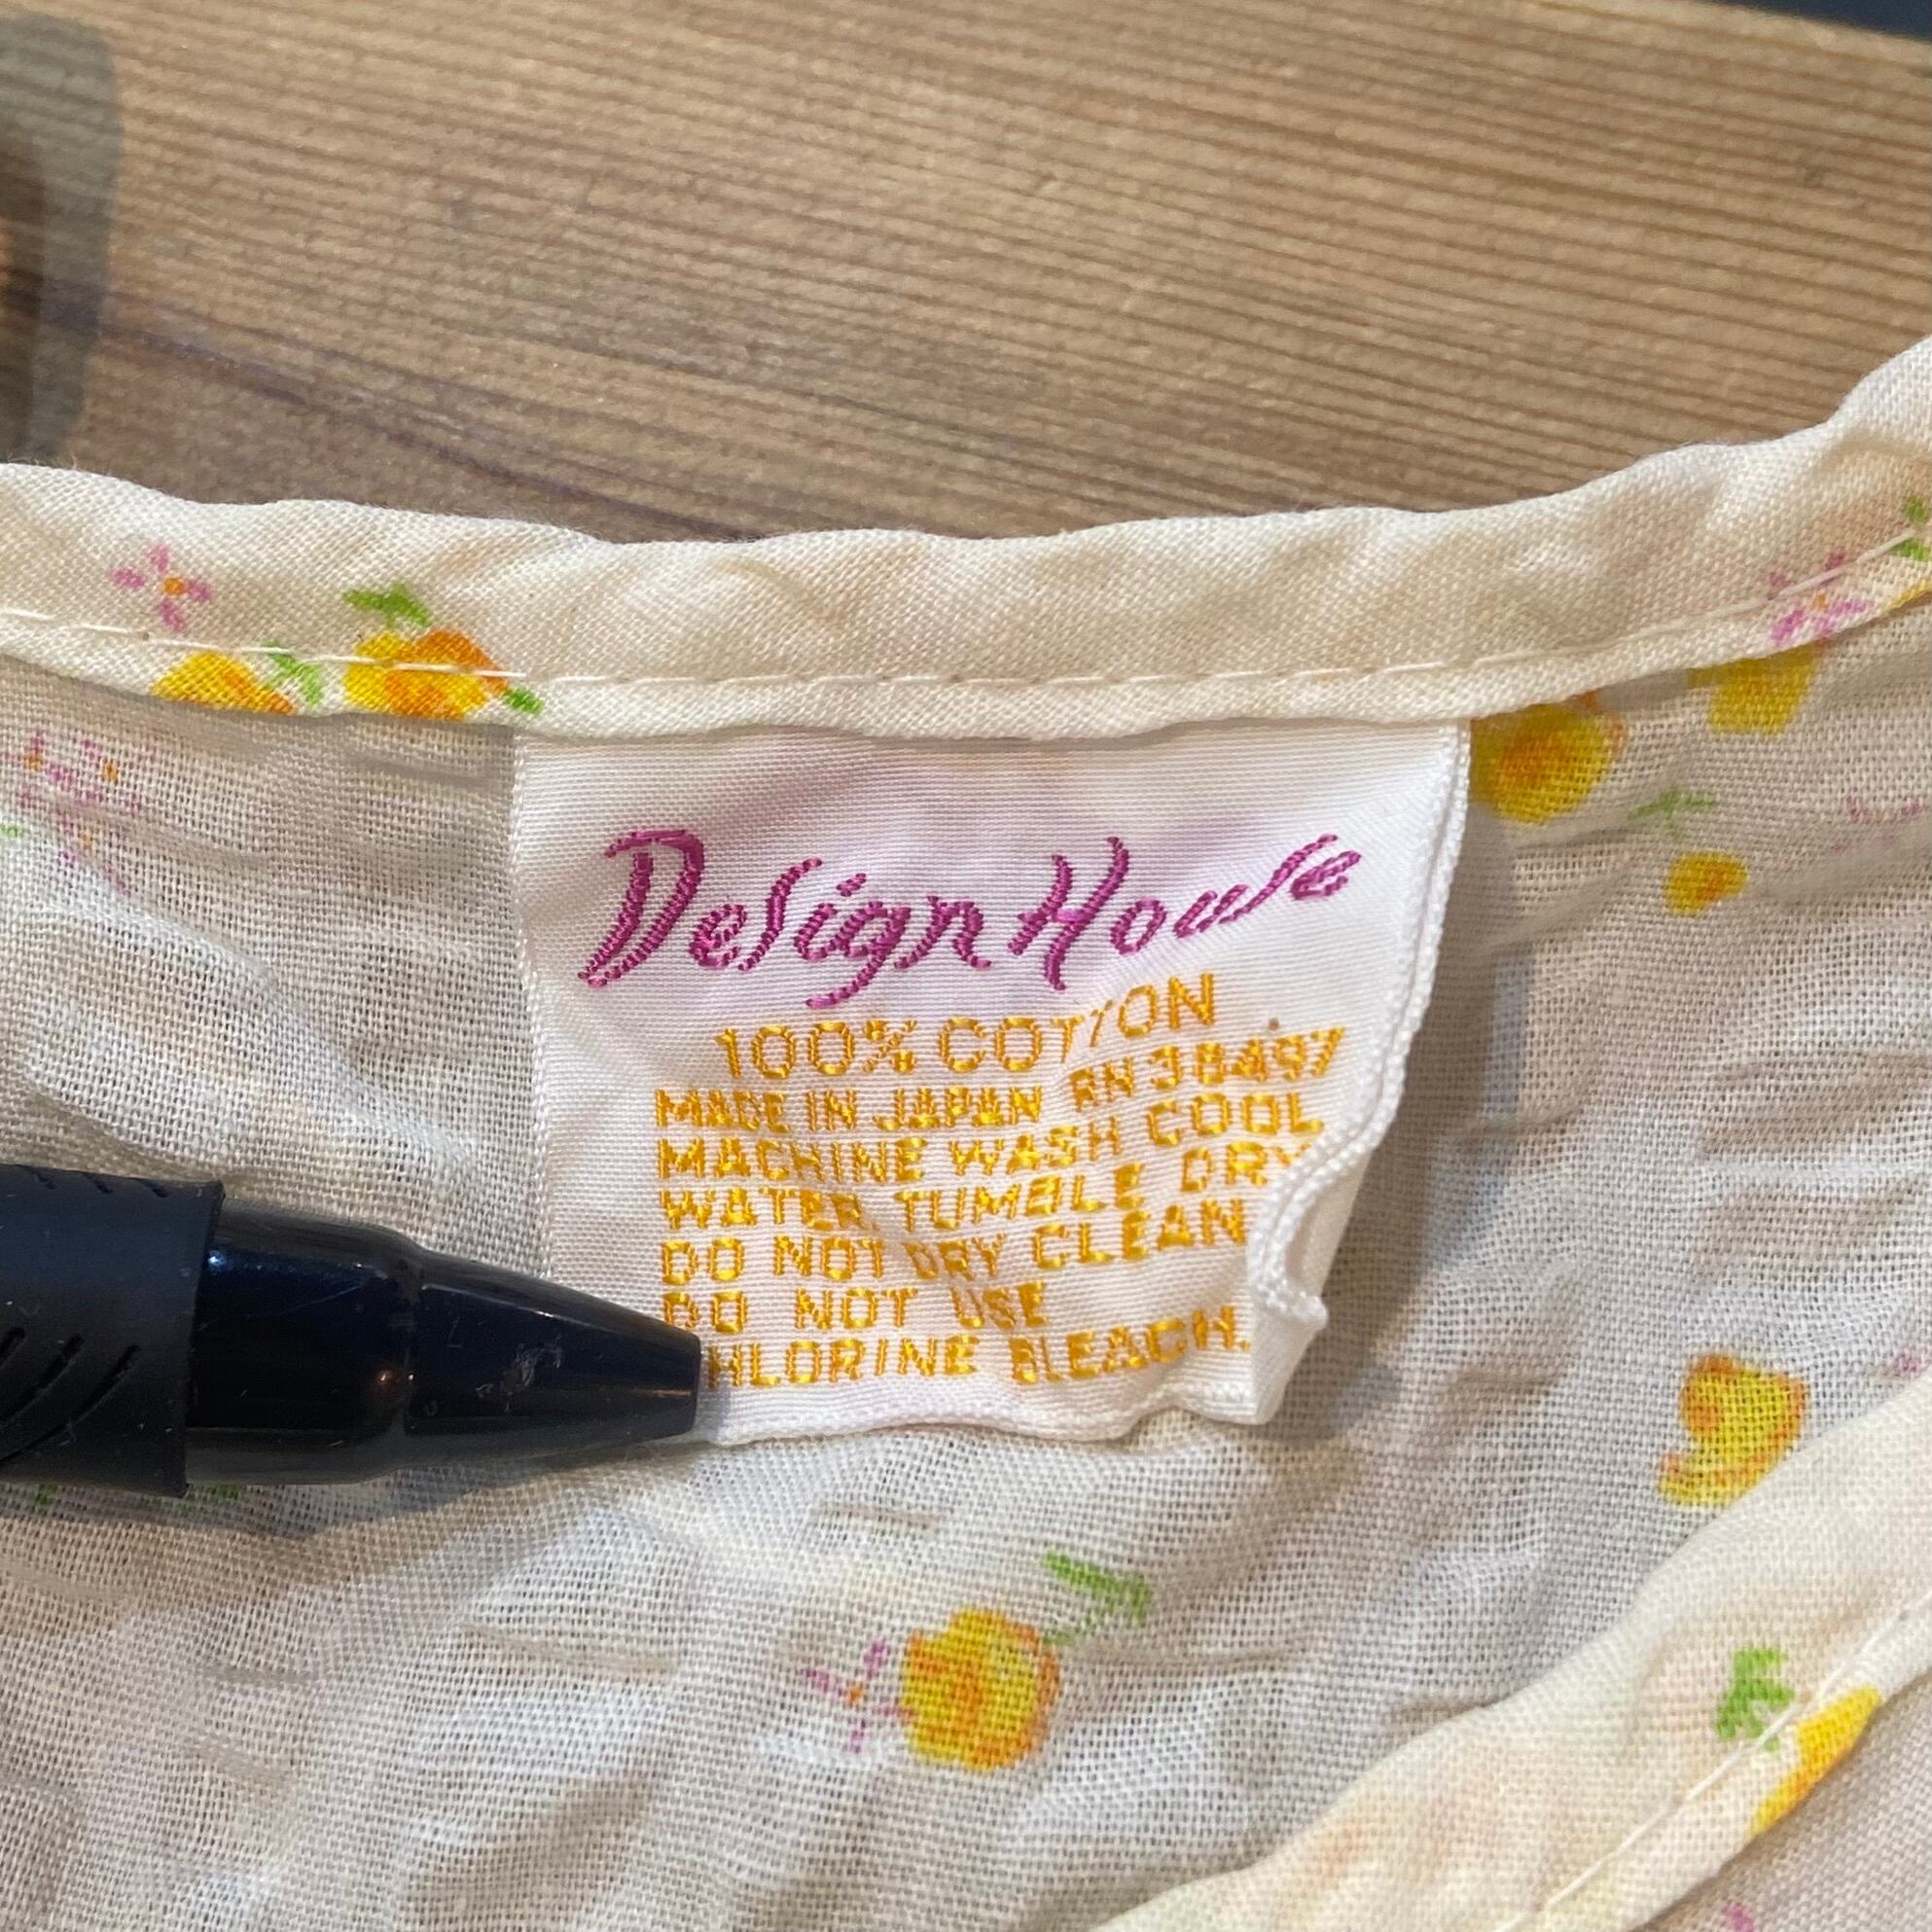 Design House
100% COTTON
MADE IN JAPAN RN 38497
MACHINE WASH COOL
WATER, TUMBLE DRY
DO NOT DRY CLEAN
DO NOT USE
HLORINE BLEACH.